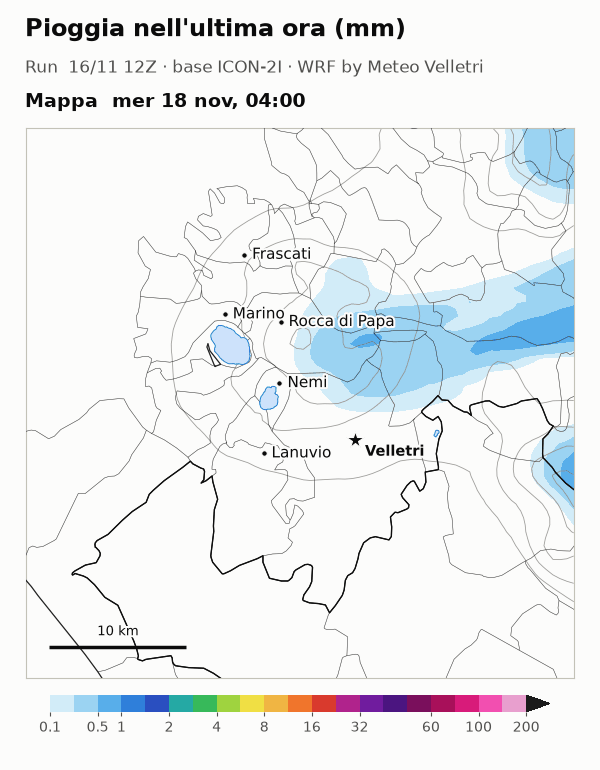 Pioggia nell'ultima ora (mm)
Run  16/11 12Z · base ICON-2I · WRF by Meteo Velletri
Mappa  mer 18 nov, 04:00
Frascati
Marino
Rocca di Papa
Nemi
Lanuvio
Velletri
10 km
0.1 0.5 1 2 4 8 16 32 60 100 200